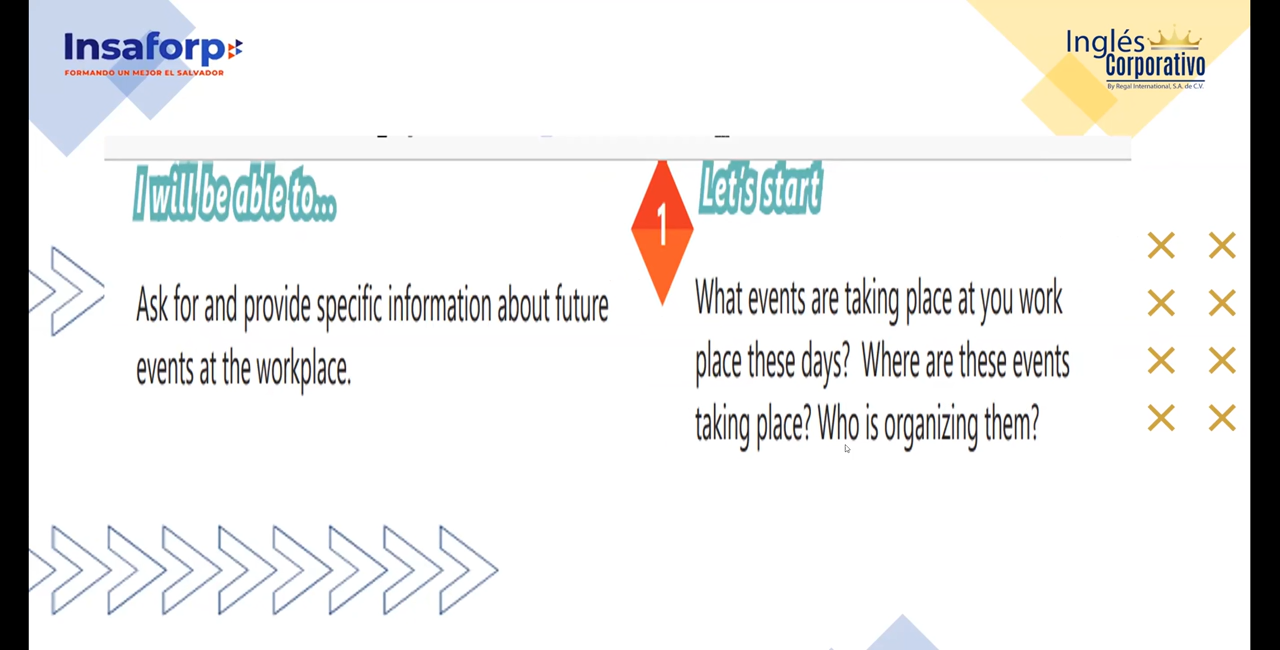 Insaforp
FORMANDO UN MEJOR EL SALVADOR
Inglés
Corporativo
By Regal International, S.A. de C.V.
I will be able to...
Ask for and provide specific information about future
events at the workplace.
1
Let's start
What events are taking place at you work
place these days? Where are these events
taking place? Who is organizing them?